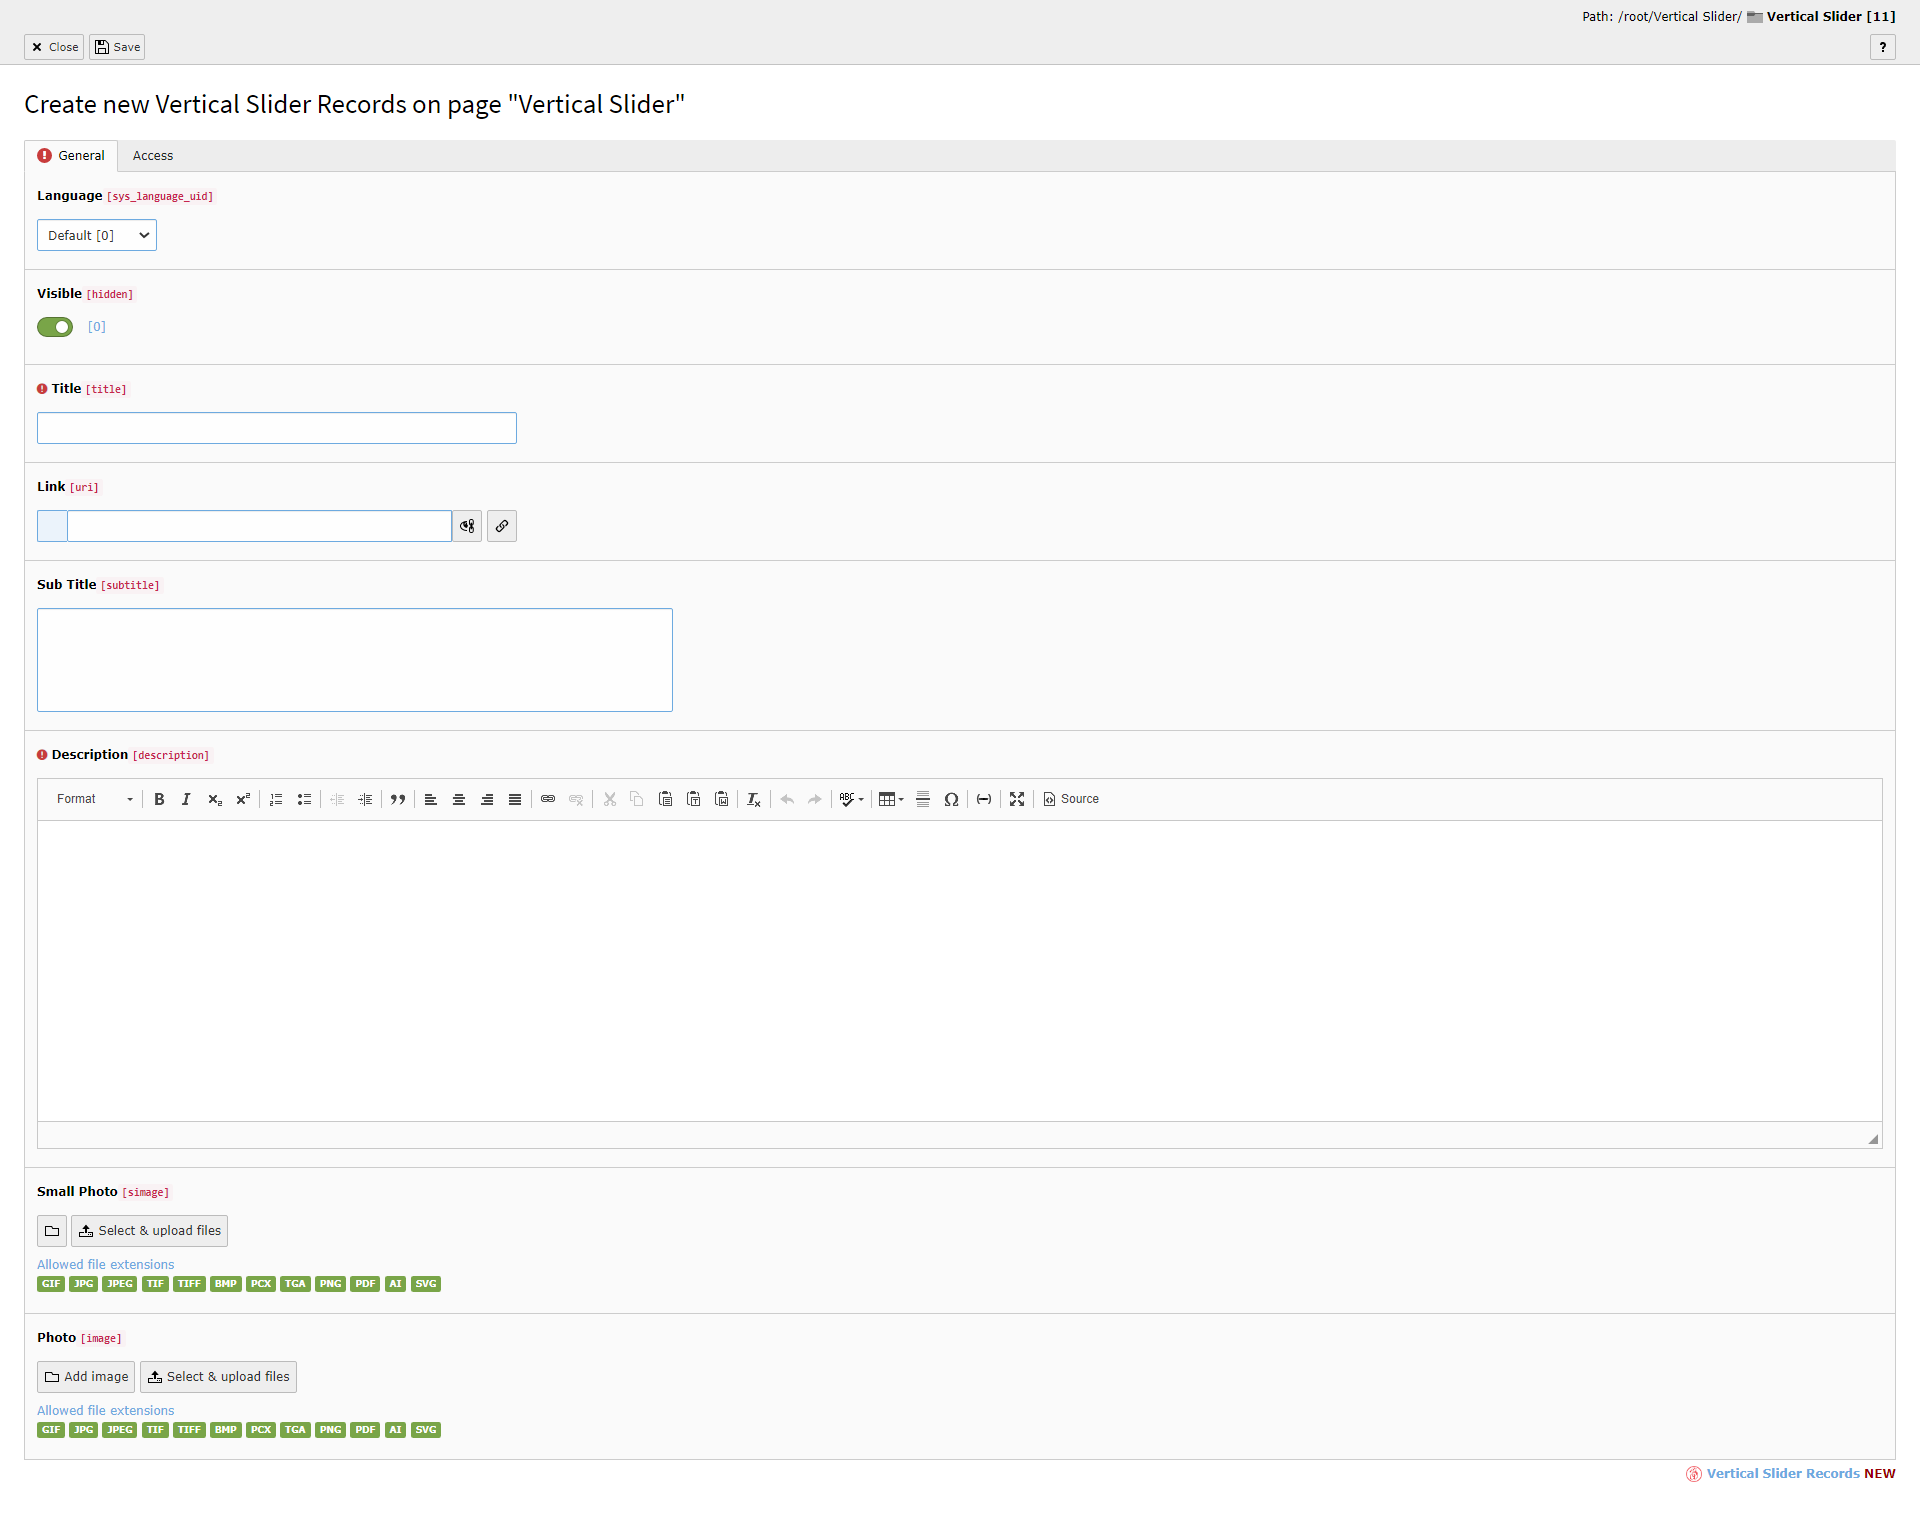 Path: /root/Vertical Slider/ Vertical Slider [11]
Close Save ?
Create new Vertical Slider Records on page "Vertical Slider"
General Access
Language [sys_language_uid]
Default [0]
Visible [hidden]
[0]
Title [title]
Link [uri]
Sub Title [subtitle]
Description [description]
Format Source
Small Photo [simage]
Select & upload files
Allowed file extensions
GIF JPG JPEG TIF TIFF BMP PCX TGA PNG PDF AI SVG
Photo [image]
Add image Select & upload files
Allowed file extensions
GIF JPG JPEG TIF TIFF BMP PCX TGA PNG PDF AI SVG
Vertical Slider Records NEW